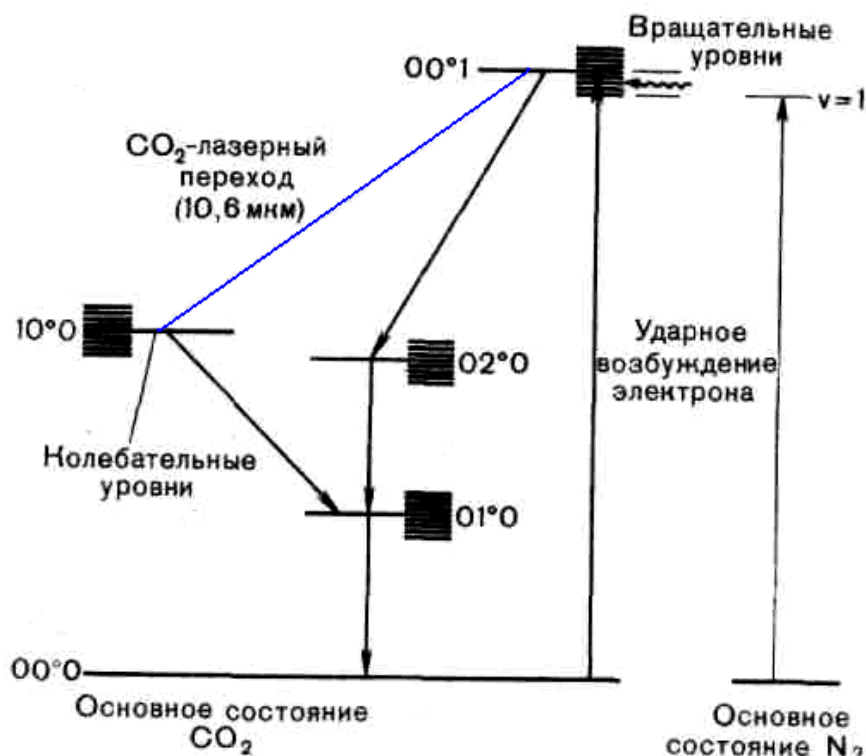 Вращательные
уровни
00°1
v=1
CO₂-лазерный
переход
(10,6 мкм)
10°0
02°0
Ударное
возбуждение
электрона
Колебательные
уровни
01°0
00°0
Основное состояние
CO₂
Основное
состояние N₂